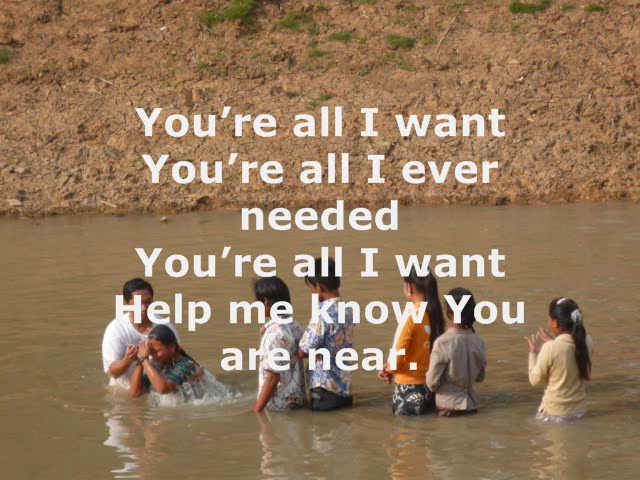 You’re all I want
You’re all I ever
needed
You’re all I want
Help me know You
are near.